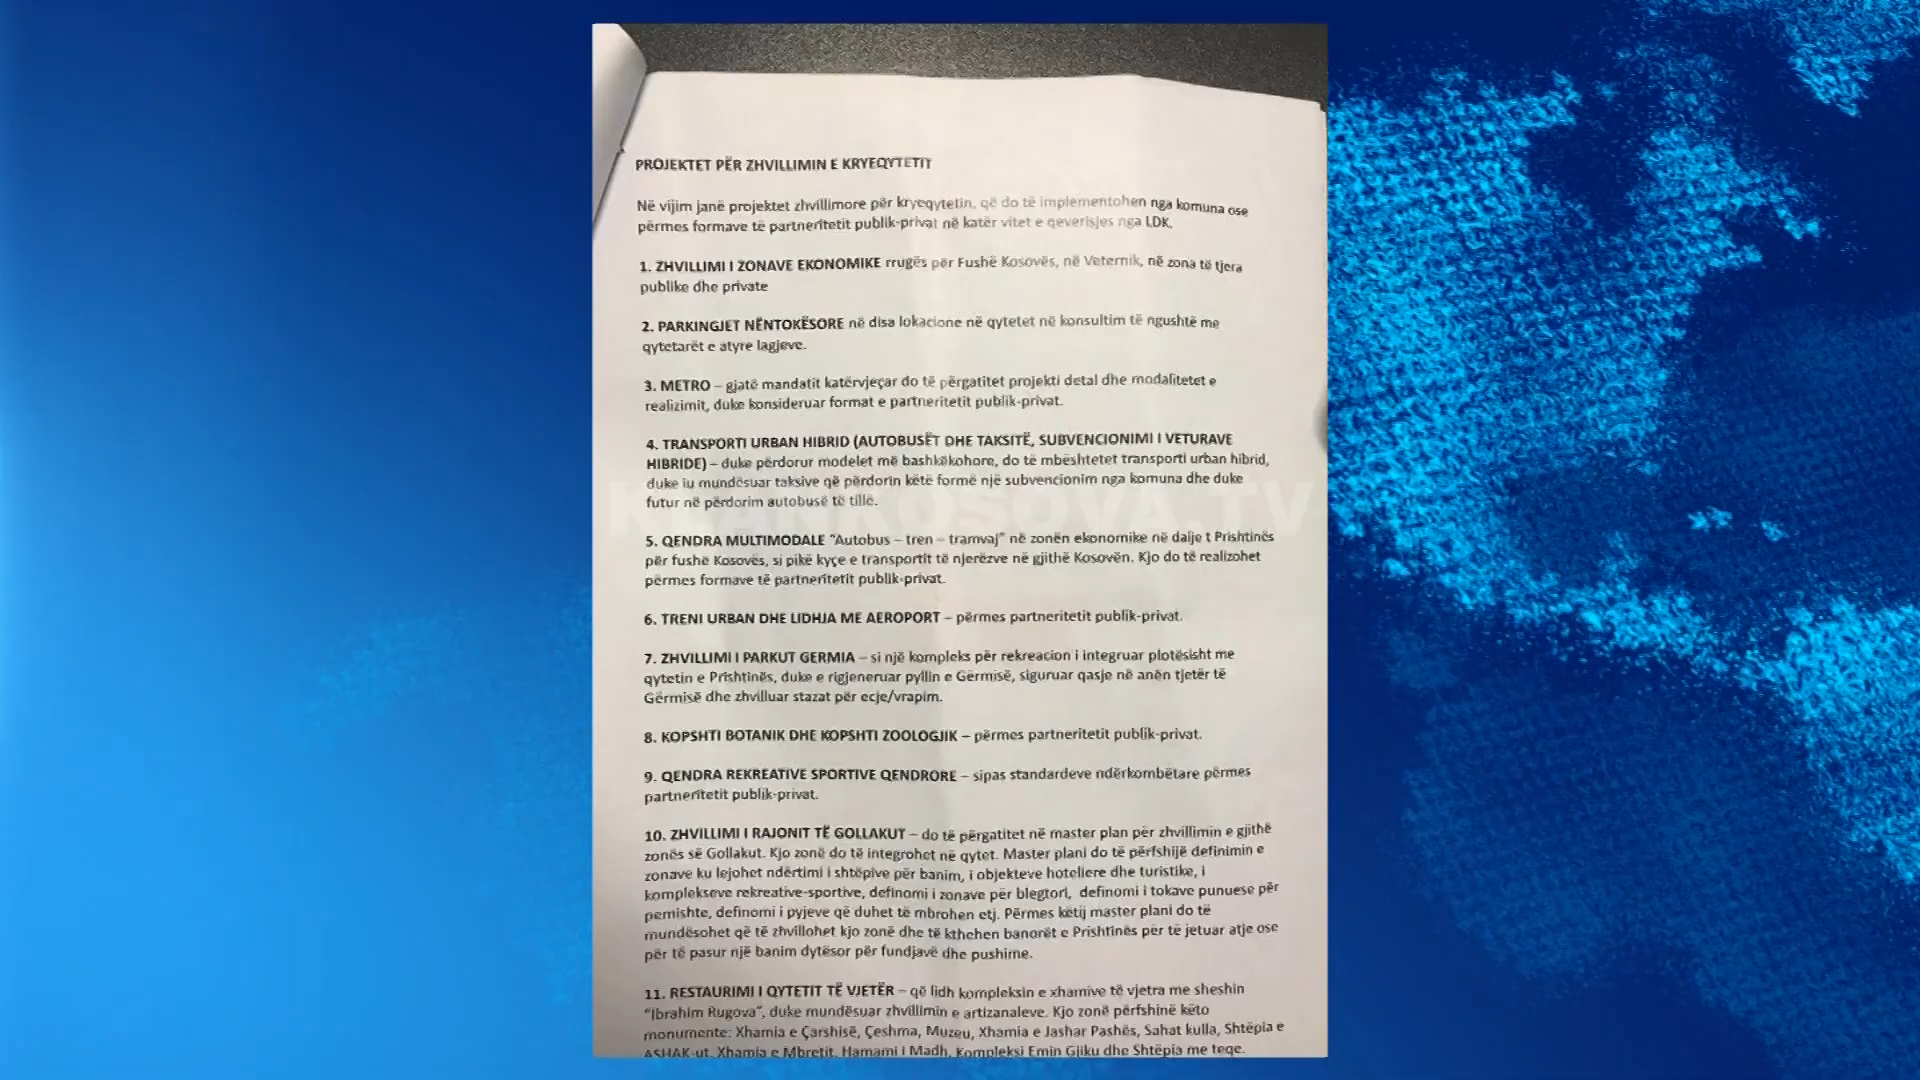 PROJEKTET PËR ZHVILLIMIN E KRYEQYTETIT
Në vijim janë projektet zhvillimore për kryeqytetin, që do të implementohen nga komuna ose
përmes formave të partneritetit publik-privat në katër vitet e qeverisjes nga LDK.
1. ZHVILLIMI I ZONAVE EKONOMIKE rrugës për Fushë Kosovës, në Veternik, në zona të tjera
publike dhe private
2. PARKINGJET NËNTOKËSORE në disa lokacione në qytetet në konsultim të ngushtë me
qytetarët e atyre lagjeve.
3. METRO – gjatë mandatit katërvjeçar do të përgatitet projekti detal dhe modalitetet e
realizimit, duke konsideruar format e partneritetit publik-privat.
4. TRANSPORTI URBAN HIBRID (AUTOBUSËT DHE TAKSITË, SUBVENCIONIMI I VETURAVE
HIBRIDE) – duke përdorur modelet më bashkëkohore, do të mbështetet transporti urban hibrid,
duke iu mundësuar taksive që përdorin këtë formë një subvencionim nga komuna dhe duke
futur në përdorim autobusë të tillë.
KLANKOSOVA.TV
5. QENDRA MULTIMODALE “Autobus – tren – tramvaj” në zonën ekonomike në dalje t Prishtinës
për fushë Kosovës, si pikë kyçe e transportit të njerëzve në gjithë Kosovën. Kjo do të realizohet
përmes formave të partneritetit publik-privat.
6. TRENI URBAN DHE LIDHJA ME AEROPORT – përmes partneritetit publik-privat.
7. ZHVILLIMI I PARKUT GERMIA – si një kompleks për rekreacion i integruar plotësisht me
qytetin e Prishtinës, duke e rigjeneruar pyllin e Gërmisë, siguruar qasje në anën tjetër të
Gërmisë dhe zhvilluar stazat për ecje/vrapim.
8. KOPSHTI BOTANIK DHE KOPSHTI ZOOLOGJIK – përmes partneritetit publik-privat.
9. QENDRA REKREATIVE SPORTIVE QENDRORE – sipas standardeve ndërkombëtare përmes
partneritetit publik-privat.
10. ZHVILLIMI I RAJONIT TË GOLLAKUT – do të përgatitet në master plan për zhvillimin e gjithë
zonës së Gollakut. Kjo zonë do të integrohet në qytet. Master plani do të përfshijë definimin e
zonave ku lejohet ndërtimi i shtëpive për banim, i objekteve hoteliere dhe turistike, i
komplekseve rekreative-sportive, definomi i zonave për blegtori, definomi i tokave punuese për
pemishte, definomi i pyjeve që duhet të mbrohen etj. Përmes këtij master plani do të
mundësohet që të zhvillohet kjo zonë dhe të kthehen banorët e Prishtinës për të jetuar atje ose
për të pasur një banim dytësor për fundjavë dhe pushime.
11. RESTAURIMI I QYTETIT TË VJETËR – që lidh kompleksin e xhamive të vjetra me sheshin
“Ibrahim Rugova”, duke mundësuar zhvillimin e artizanaleve. Kjo zonë përfshinë këto
monumente: Xhamia e Çarshisë, Çeshma, Muzeu, Xhamia e Jashar Pashës, Sahat kulla, Shtëpia e
ASHAK-ut, Xhamia e Mbretit, Hamami i Madh, Kompleksi Emin Gjiku dhe Shtëpia me teqe.